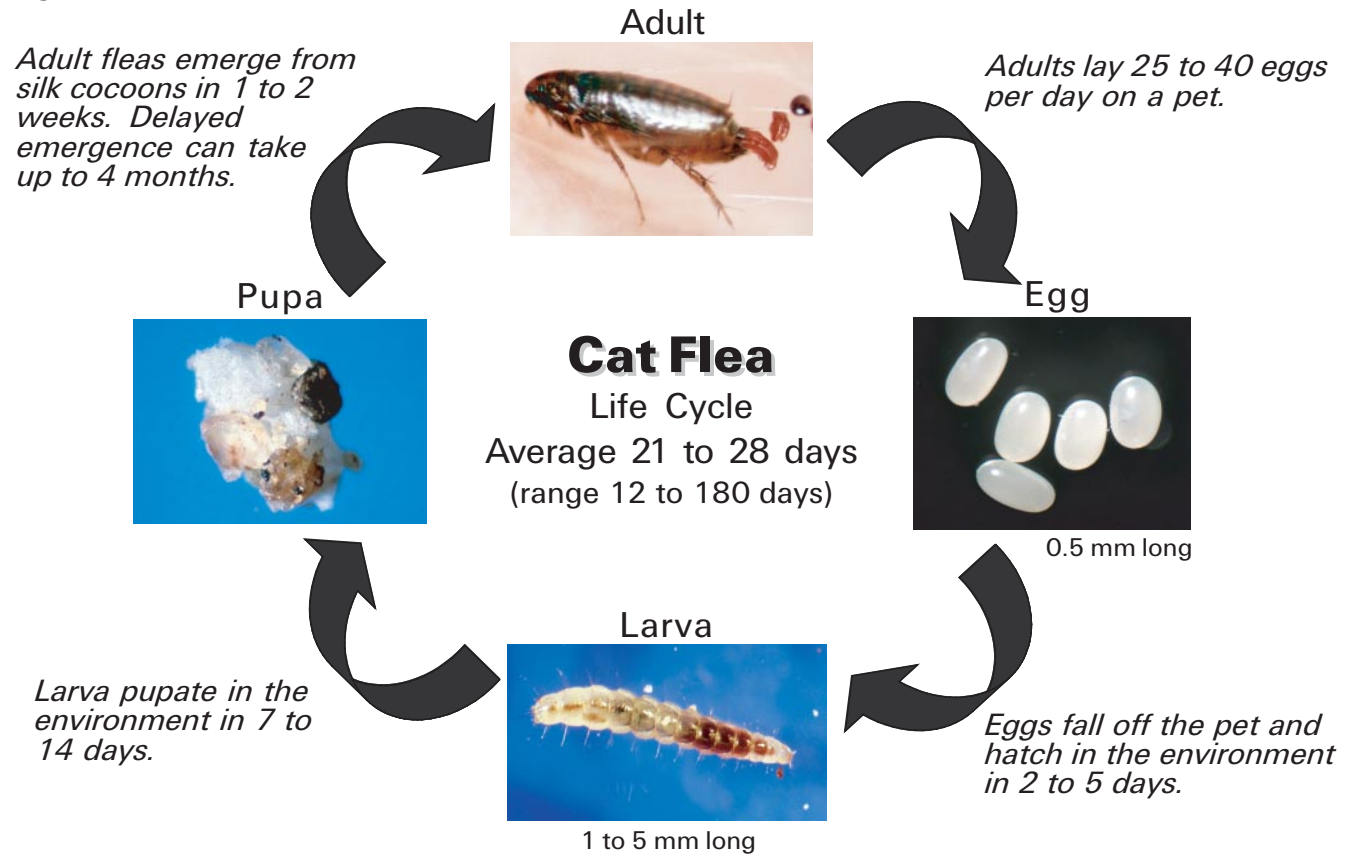 Adult
Adult fleas emerge from
silk cocoons in 1 to 2
weeks. Delayed
emergence can take
up to 4 months.
Adults lay 25 to 40 eggs
per day on a pet.
Pupa
Egg
Cat Flea
Life Cycle
Average 21 to 28 days
(range 12 to 180 days)
0.5 mm long
Larva
Larva pupate in the
environment in 7 to
14 days.
Eggs fall off the pet and
hatch in the environment
in 2 to 5 days.
1 to 5 mm long